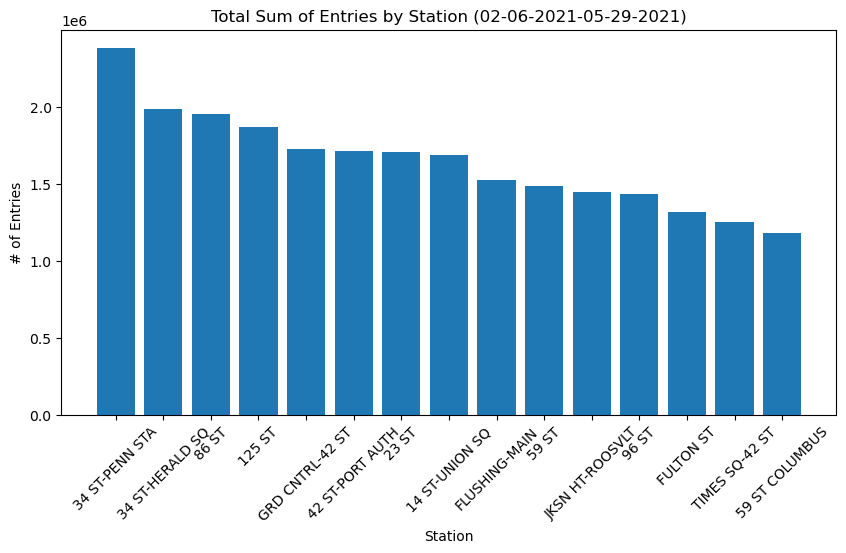 Total Sum of Entries by Station (02-06-2021-05-29-2021)
1e6
2.0
1.5
1.0
0.5
0.0
# of Entries
34 ST-PENN STA
34 ST-HERALD SQ
86 ST
125 ST
GRD CNTRL-42 ST
42 ST-PORT AUTH
23 ST
14 ST-UNION SQ
FLUSHING-MAIN
59 ST
JKSN HT-ROOSVLT
96 ST
FULTON ST
TIMES SQ-42 ST
59 ST COLUMBUS
Station